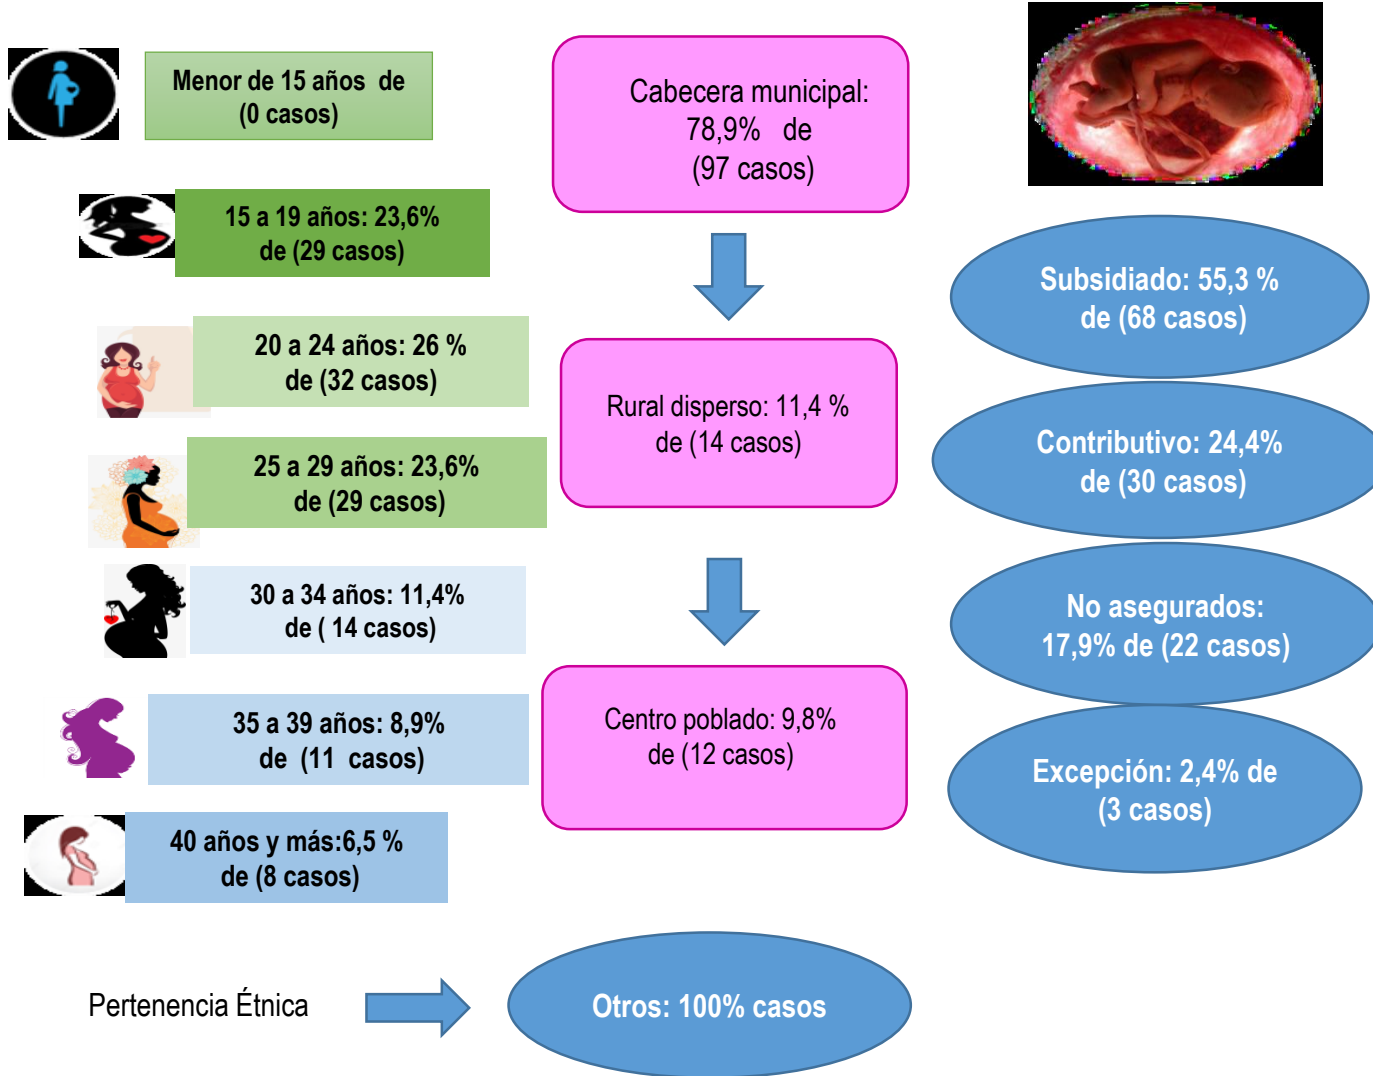 Menor de 15 años de
(0 casos)
15 a 19 años: 23,6%
de (29 casos)
20 a 24 años: 26 %
de (32 casos)
25 a 29 años: 23,6%
de (29 casos)
30 a 34 años: 11,4%
de ( 14 casos)
35 a 39 años: 8,9%
de (11 casos)
40 años y más:6,5 %
de (8 casos)
Cabecera municipal:
78,9% de
(97 casos)
Rural disperso: 11,4 %
de (14 casos)
Centro poblado: 9,8%
de (12 casos)
Subsidiado: 55,3 %
de (68 casos)
Contributivo: 24,4%
de (30 casos)
No asegurados:
17,9% de (22 casos)
Excepción: 2,4% de
(3 casos)
Pertenencia Étnica
Otros: 100% casos